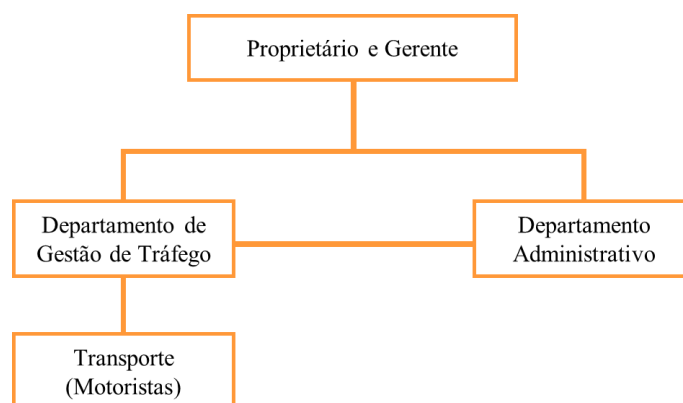 Proprietário e Gerente
Departamento de
Gestão de Tráfego
Departamento
Administrativo
Transporte
(Motoristas)